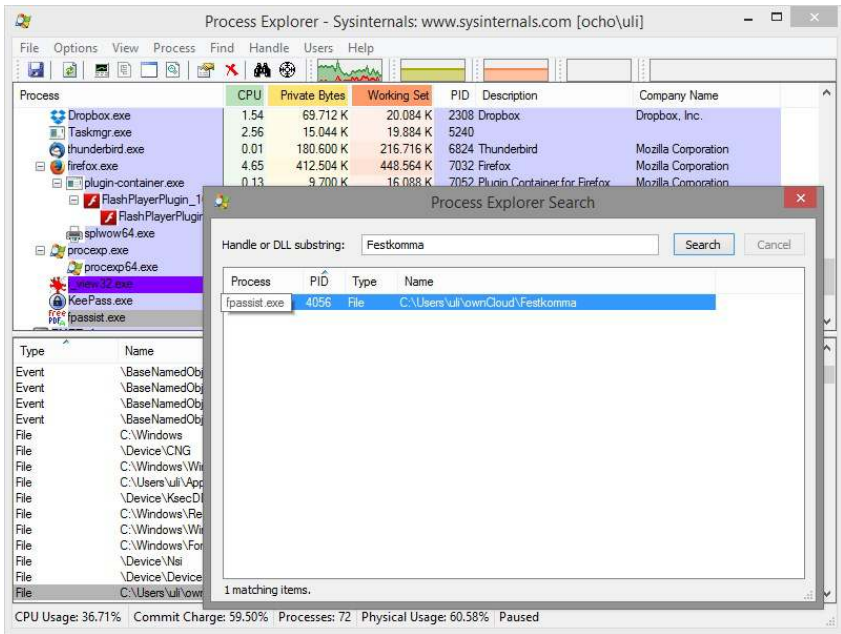 Process Explorer - Sysinternals: www.sysinternals.com [ocho\uli]
File Options View Process Find Handle Users Help
Process CPU Private Bytes Working Set PID Description Company Name
Dropbox.exe 1.54 69.712 K 20.084 K 2308 Dropbox Dropbox, Inc.
Taskmgr.exe 2.56 15.044 K 19.884 K 5240
thunderbird.exe 0.01 180.600 K 216.716 K 6824 Thunderbird Mozilla Corporation
firefox.exe 4.65 412.504 K 448.564 K 7032 Firefox Mozilla Corporation
plugin-container.exe 0.13 9.700 K 16.088 K 7052 Plugin Container for Firefox Mozilla Corporation
FlashPlayerPlugin_1
FlashPlayerPlugin
splwow64.exe
procexp.exe
procexp64.exe
_view32.exe
KeePass.exe
fpassist.exe
Process Explorer Search
Handle or DLL substring: Festkomma Search Cancel
Process PID Type Name
fpassist.exe 4056 File C:\Users\uli\ownCloud\Festkomma
1 matching items.
Type Name
Event \BaseNamedObj
Event \BaseNamedObj
Event \BaseNamedObj
Event \BaseNamedObj
File C:\Windows
File \Device\CNG
File C:\Windows\Wi
File C:\Users\uli\App
File \Device\KsecD
File C:\Windows\Re
File C:\Windows\Wi
File C:\Windows\For
File \Device\Nsi
File \Device\Device
File C:\Users\uli\own
CPU Usage: 36.71% Commit Charge: 59.50% Processes: 72 Physical Usage: 60.58% Paused